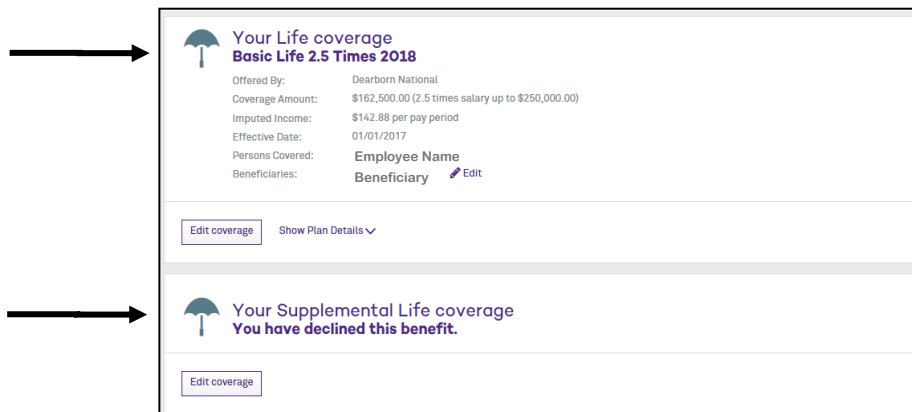 Your Life coverage
Basic Life 2.5 Times 2018
Offered By: Dearborn National
Coverage Amount: $162,500.00 (2.5 times salary up to $250,000.00)
Imputed Income: $142.88 per pay period
Effective Date: 01/01/2017
Persons Covered: Employee Name
Beneficiaries: Beneficiary Edit
Edit coverage Show Plan Details
Your Supplemental Life coverage
You have declined this benefit.
Edit coverage